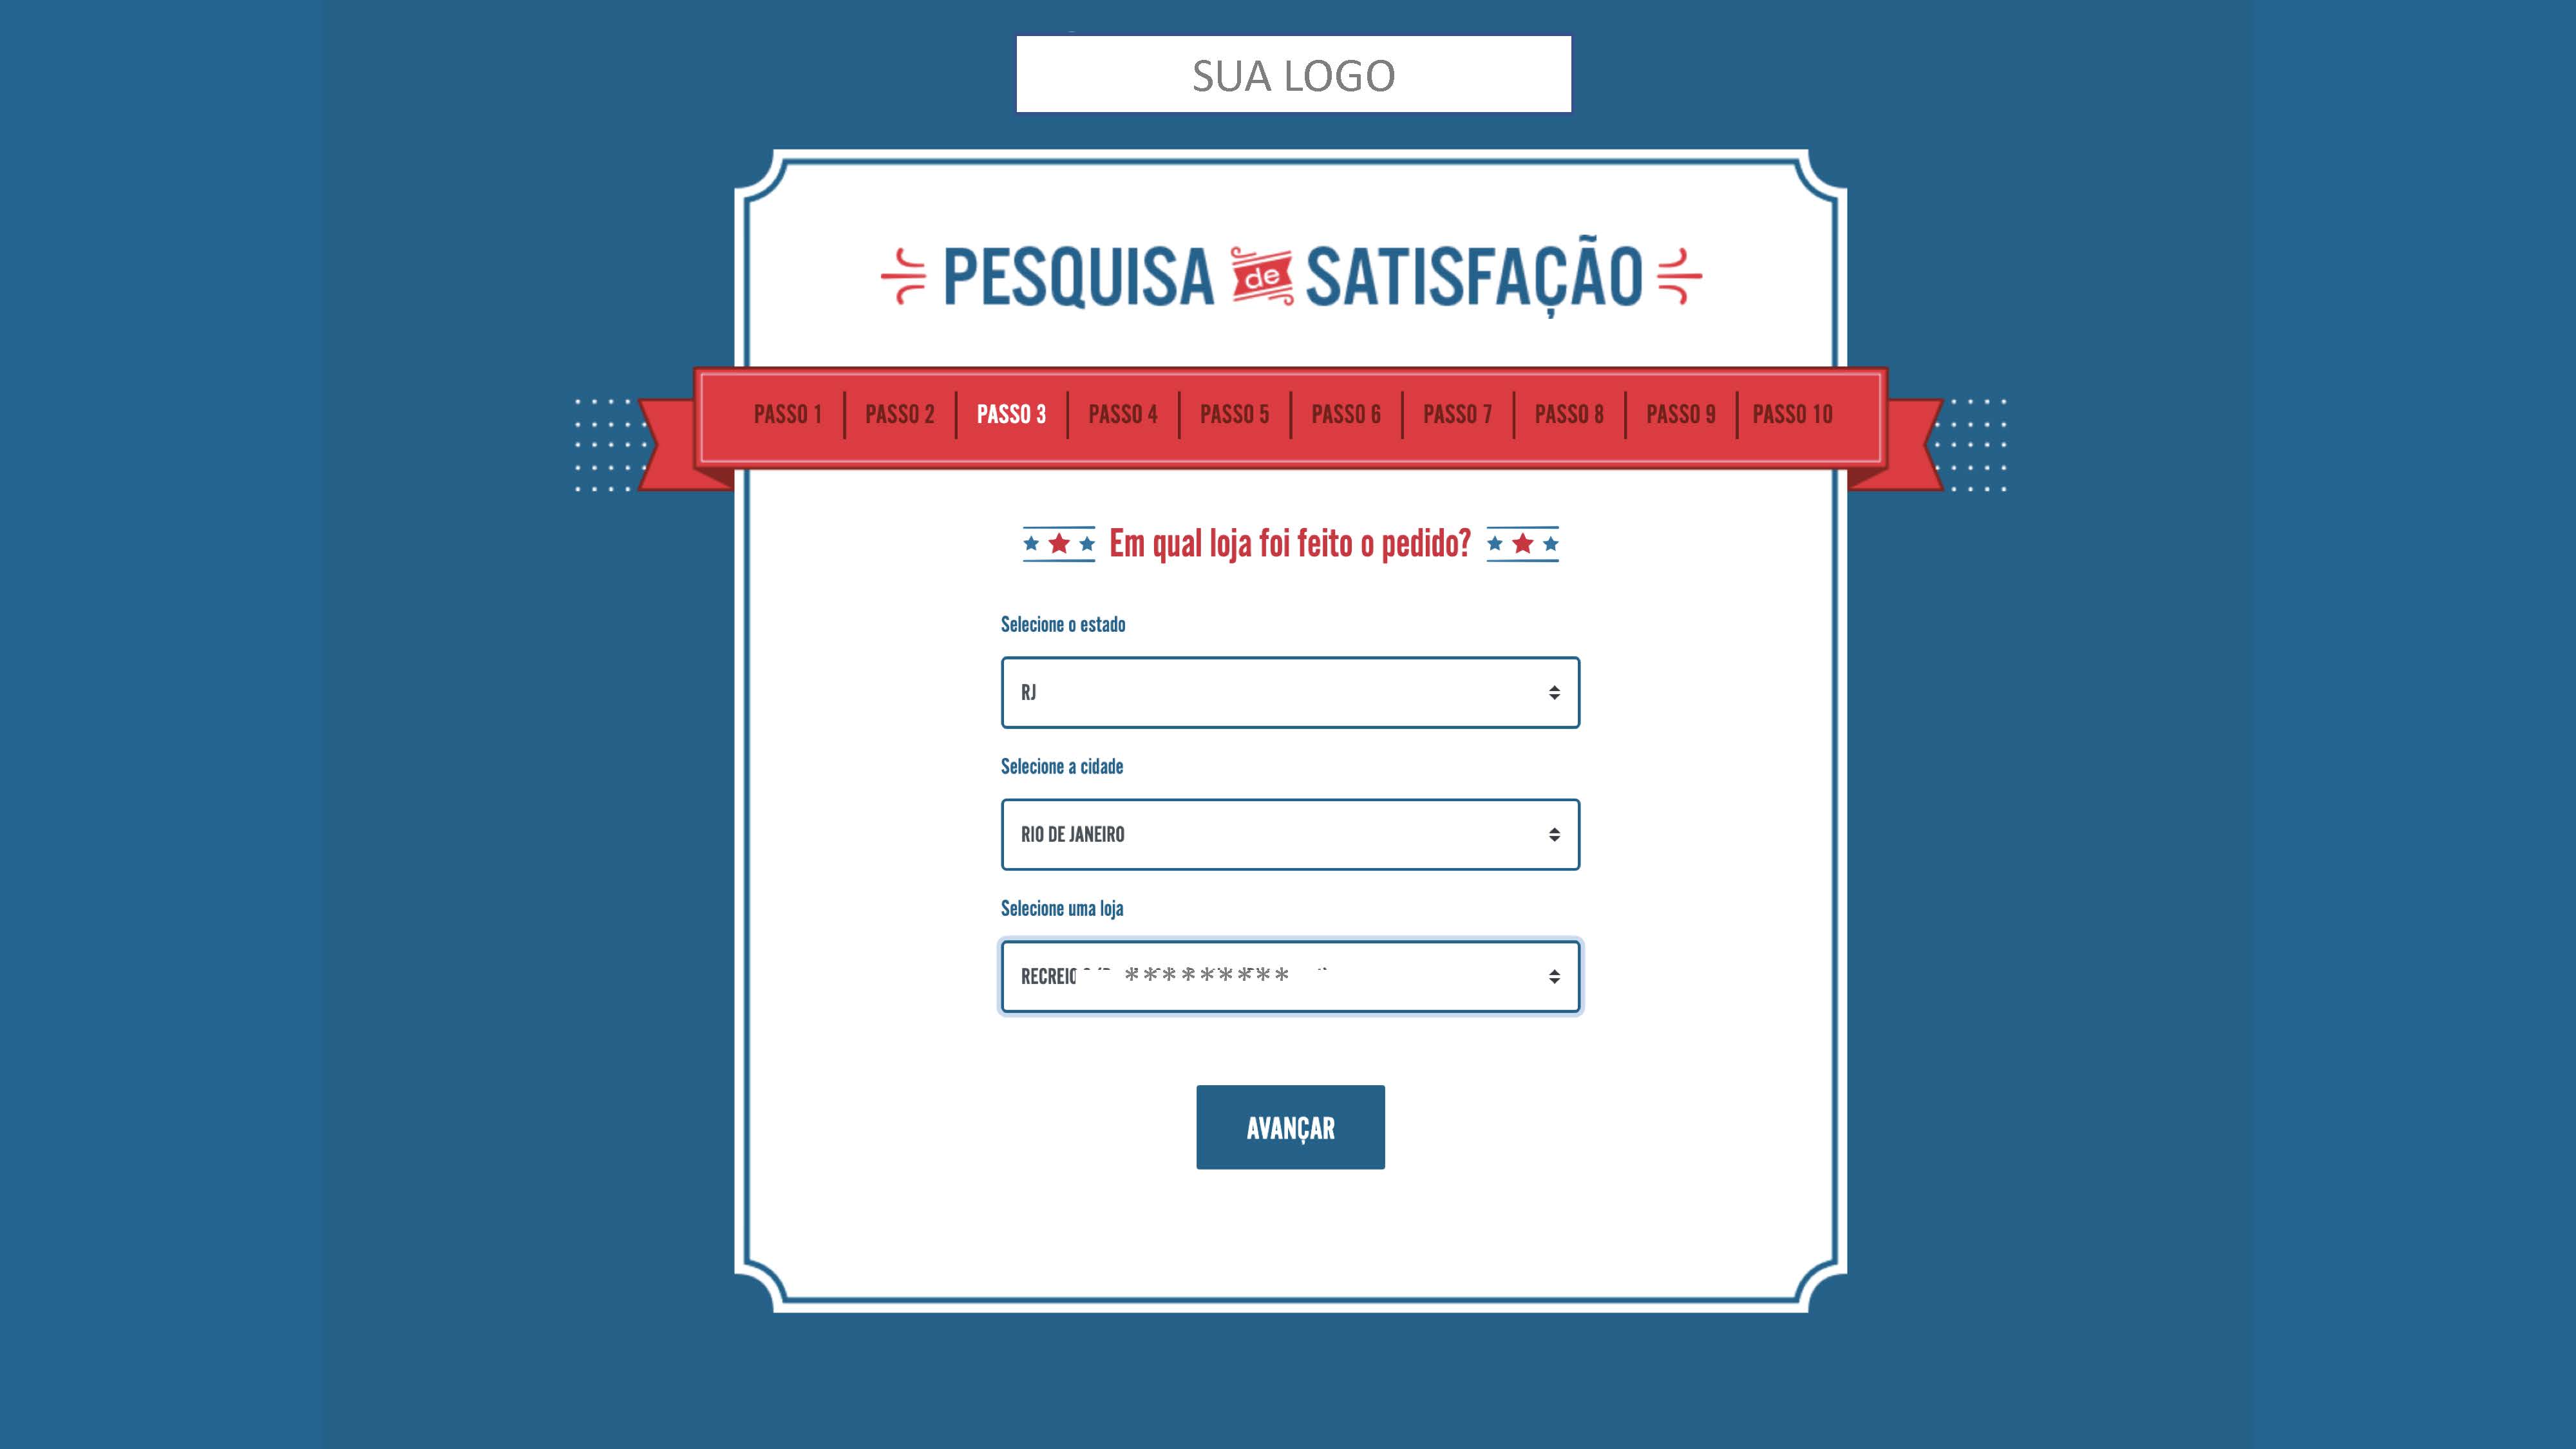 SUA LOGO
PESQUISA de SATISFAÇÃO
PASSO 1 PASSO 2 PASSO 3 PASSO 4 PASSO 5 PASSO 6 PASSO 7 PASSO 8 PASSO 9 PASSO 10
Em qual loja foi feito o pedido?
Selecione o estado
RJ
Selecione a cidade
RIO DE JANEIRO
Selecione uma loja
RECREIO *********
AVANÇAR